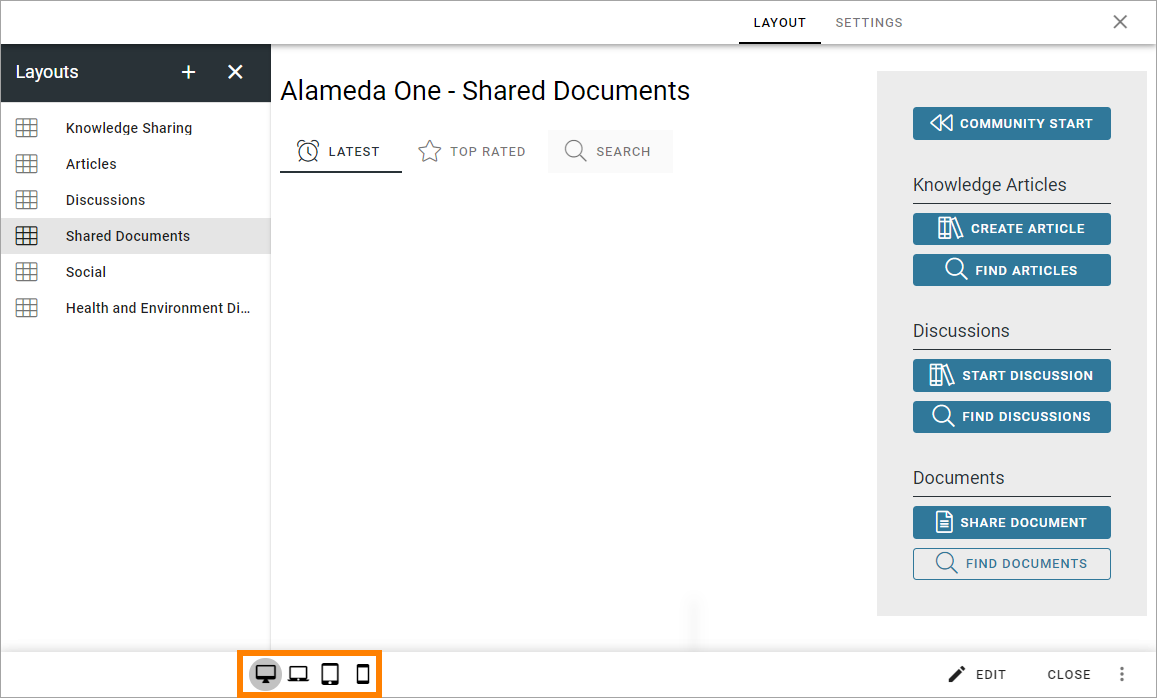 LAYOUT SETTINGS
Layouts
Knowledge Sharing
Articles
Discussions
Shared Documents
Social
Health and Environment Di...
Alameda One - Shared Documents
LATEST TOP RATED SEARCH
COMMUNITY START
Knowledge Articles
CREATE ARTICLE
FIND ARTICLES
Discussions
START DISCUSSION
FIND DISCUSSIONS
Documents
SHARE DOCUMENT
FIND DOCUMENTS
EDIT CLOSE